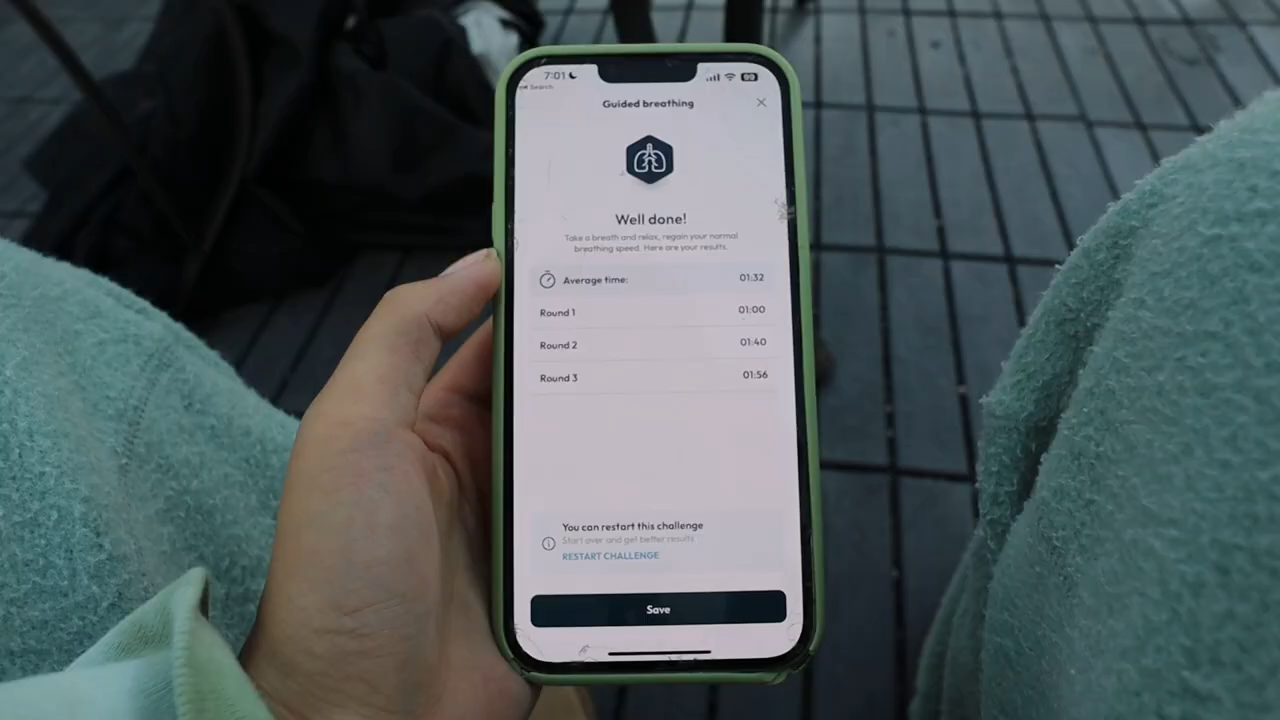 7:01
Search
Guided breathing
Well done!
Take a breath and relax, regain your normal
breathing speed. Here are your results.
Average time: 01:32
Round 1 01:00
Round 2 01:40
Round 3 01:56
You can restart this challenge
Start over and get better results
RESTART CHALLENGE
Save